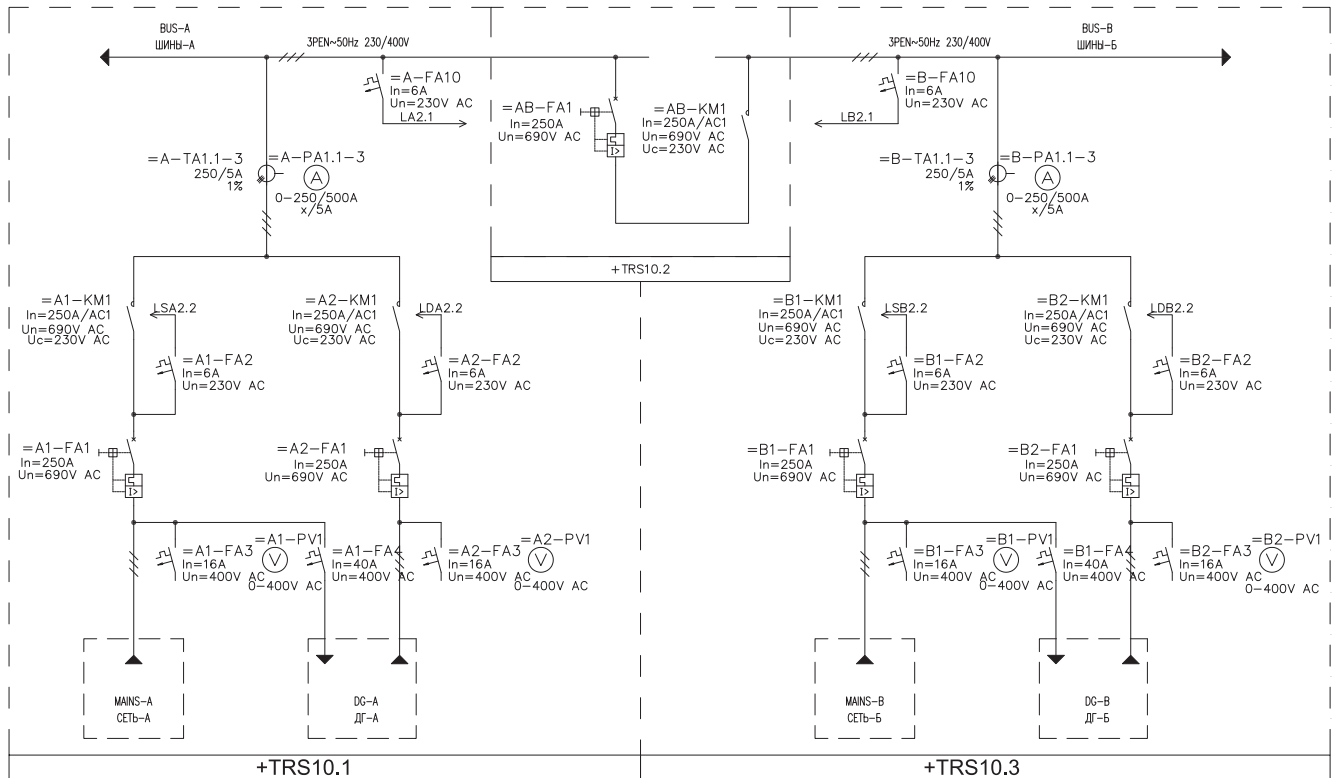 BUS-A
ШИНЫ-А
3PEN~50Hz 230/400V
=A-FA10
In=6A
Un=230V AC
LA2.1
=A-TA1.1-3
250/5A
1%
=A-PA1.1-3
A
0-250/500A
x/5A
=AB-FA1
In=250A
Un=690V AC
I>
=AB-KM1
In=250A/AC1
Un=690V AC
Uc=230V AC
+TRS10.2
3PEN~50Hz 230/400V
BUS-B
ШИНЫ-Б
=B-FA10
In=6A
Un=230V AC
LB2.1
=B-TA1.1-3
250/5A
1%
=B-PA1.1-3
A
0-250/500A
x/5A
=A1-KM1
In=250A/AC1
Un=690V AC
Uc=230V AC
LSA2.2
=A1-FA2
In=6A
Un=230V AC
=A2-KM1
In=250A/AC1
Un=690V AC
Uc=230V AC
LDA2.2
=A2-FA2
In=6A
Un=230V AC
=A1-FA1
In=250A
Un=690V AC
I>
=A2-FA1
In=250A
Un=690V AC
I>
=A1-FA3
In=16A
Un=400V AC
=A1-PV1
V
0-400V AC
=A1-FA4
In=40A
Un=400V AC
=A2-FA3
In=16A
Un=400V AC
=A2-PV1
V
0-400V AC
MAINS-A
СЕТЬ-А
DG-A
ДГ-А
+TRS10.1
=B1-KM1
In=250A/AC1
Un=690V AC
Uc=230V AC
LSB2.2
=B1-FA2
In=6A
Un=230V AC
=B2-KM1
In=250A/AC1
Un=690V AC
Uc=230V AC
LDB2.2
=B2-FA2
In=6A
Un=230V AC
=B1-FA1
In=250A
Un=690V AC
I>
=B2-FA1
In=250A
Un=690V AC
I>
=B1-FA3
In=16A
Un=400V AC
=B1-PV1
V
0-400V AC
=B1-FA4
In=40A
Un=400V AC
=B2-FA3
In=16A
Un=400V AC
=B2-PV1
V
0-400V AC
MAINS-B
СЕТЬ-Б
DG-B
ДГ-Б
+TRS10.3